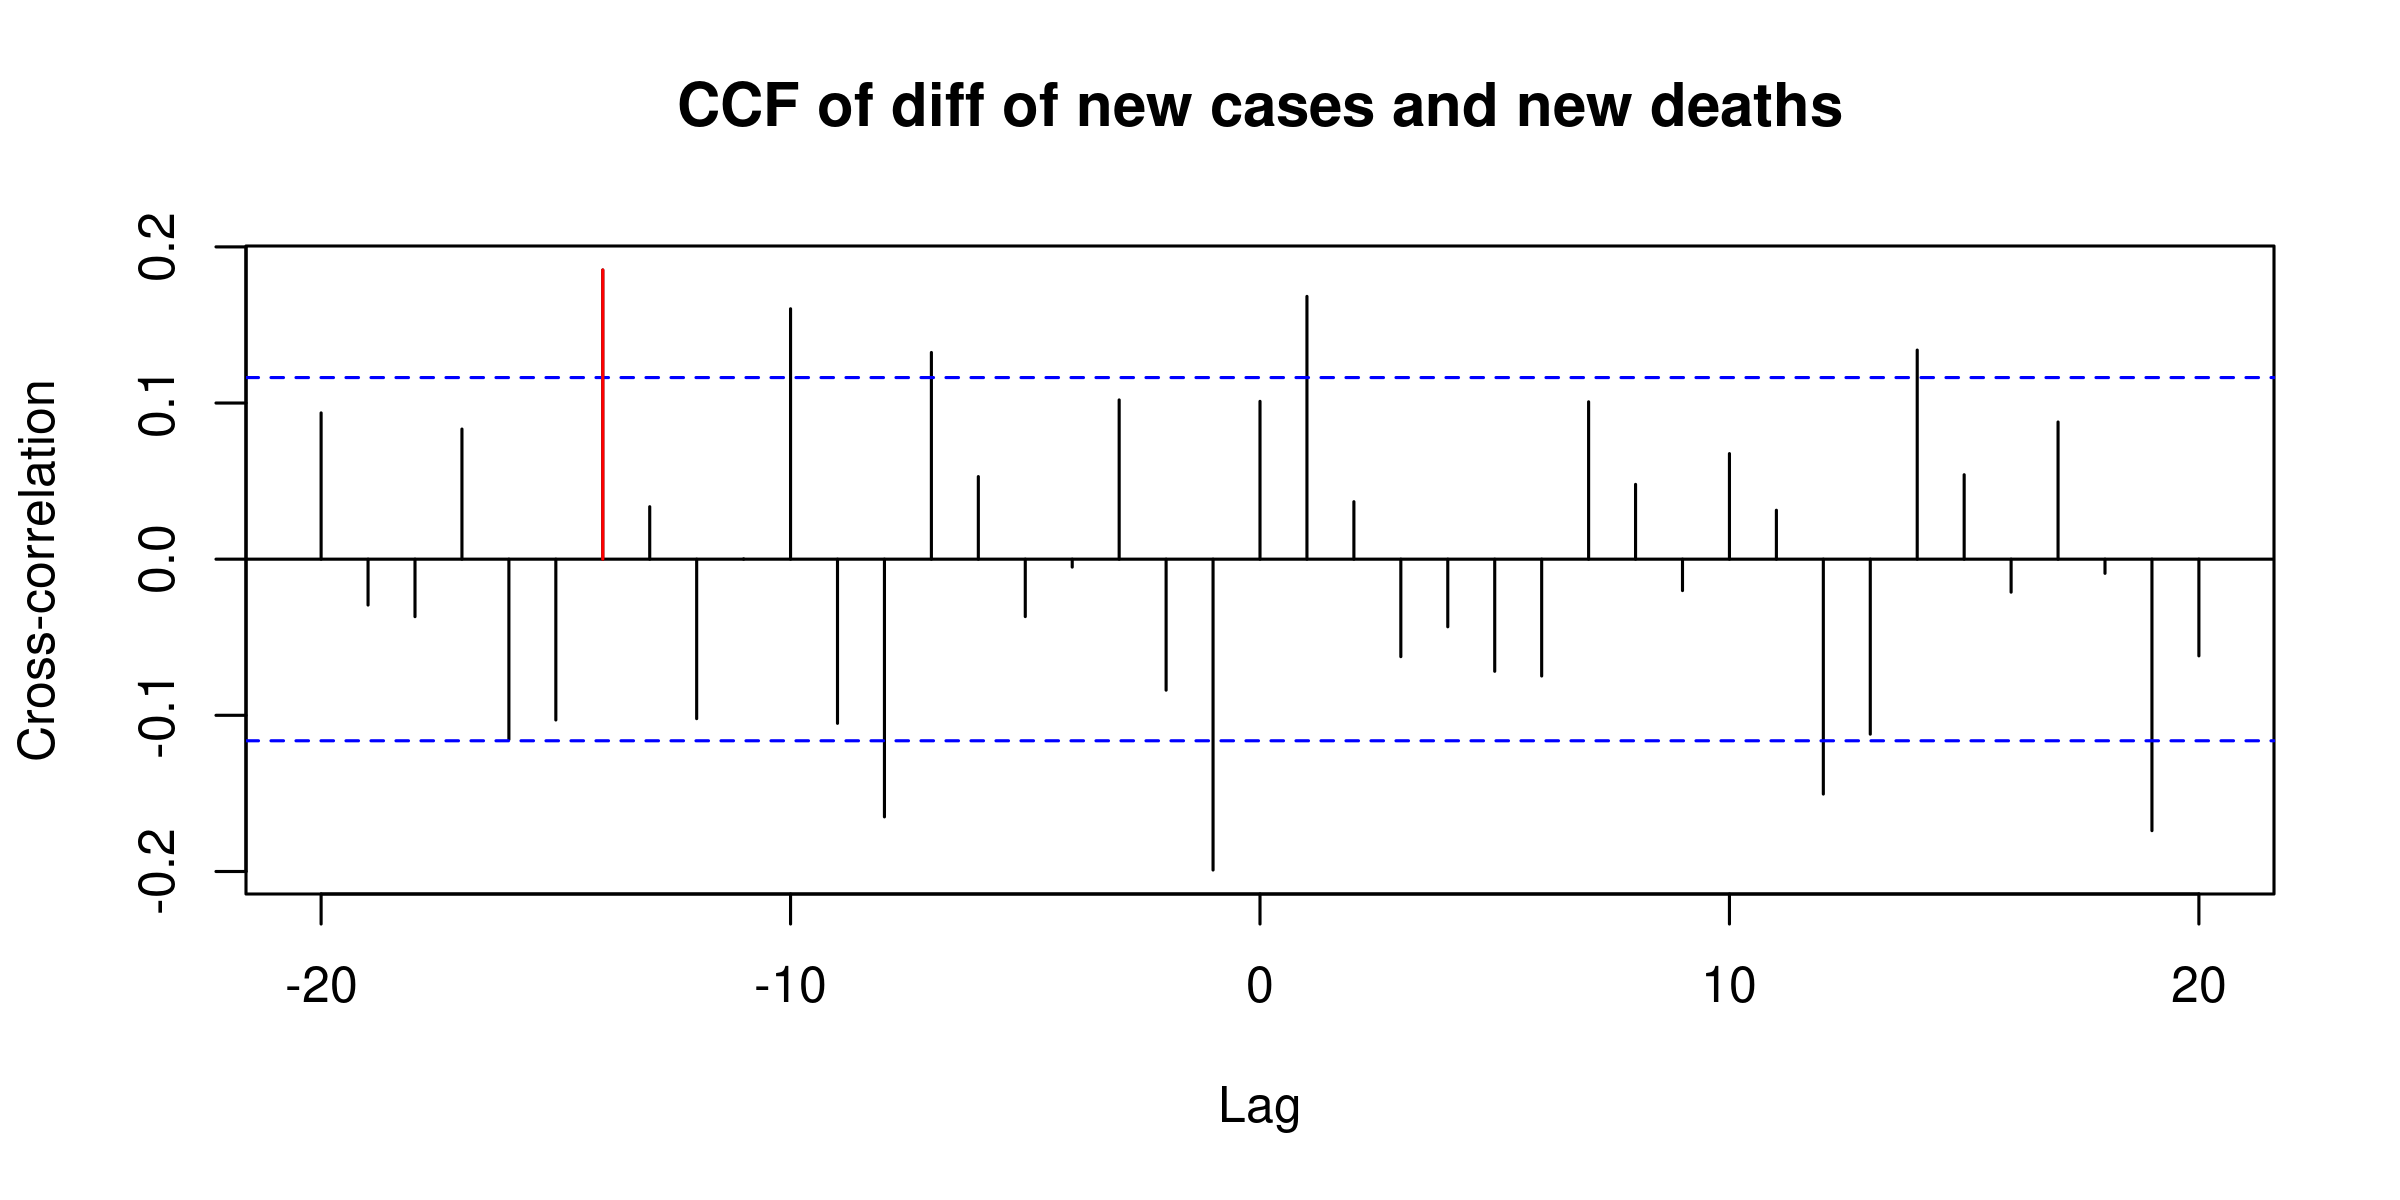 CCF of diff of new cases and new deaths
Cross-correlation
0.2
0.1
0.0
-0.1
-0.2
-20 -10 0 10 20
Lag